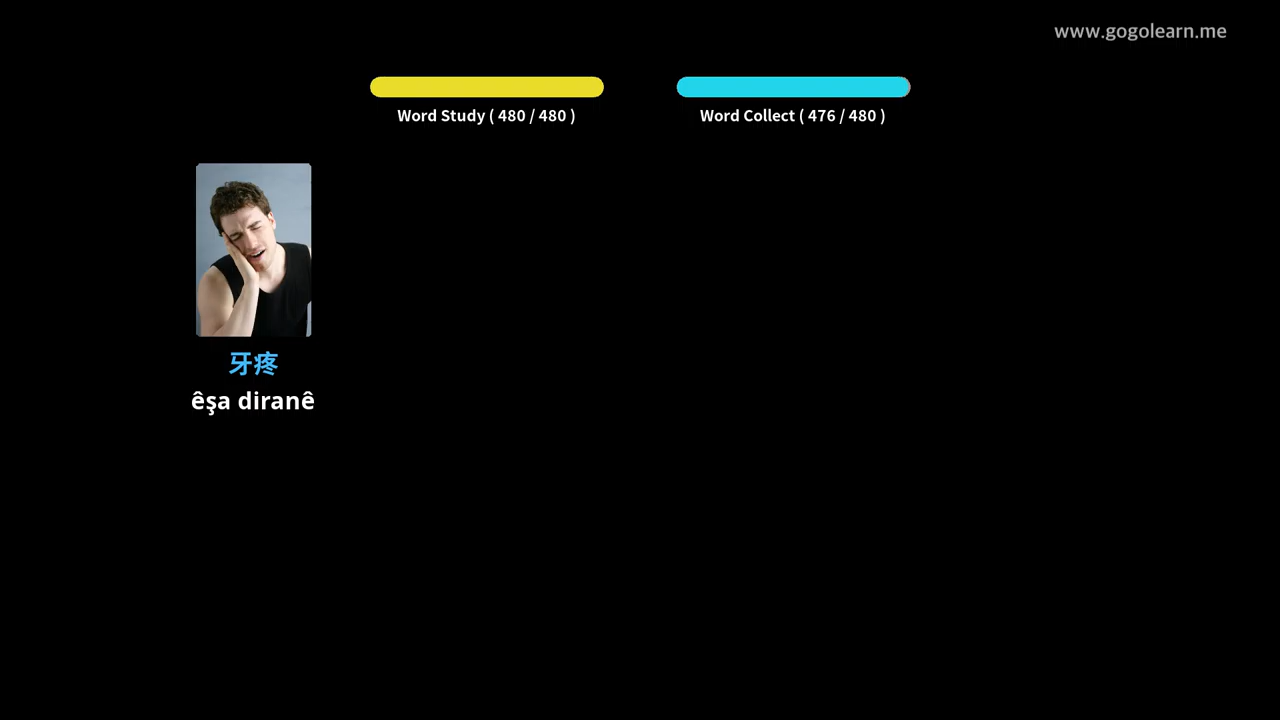 www.gogolearn.me
Word Study ( 480 / 480 )
Word Collect ( 476 / 480 )
牙疼
êşa diranê